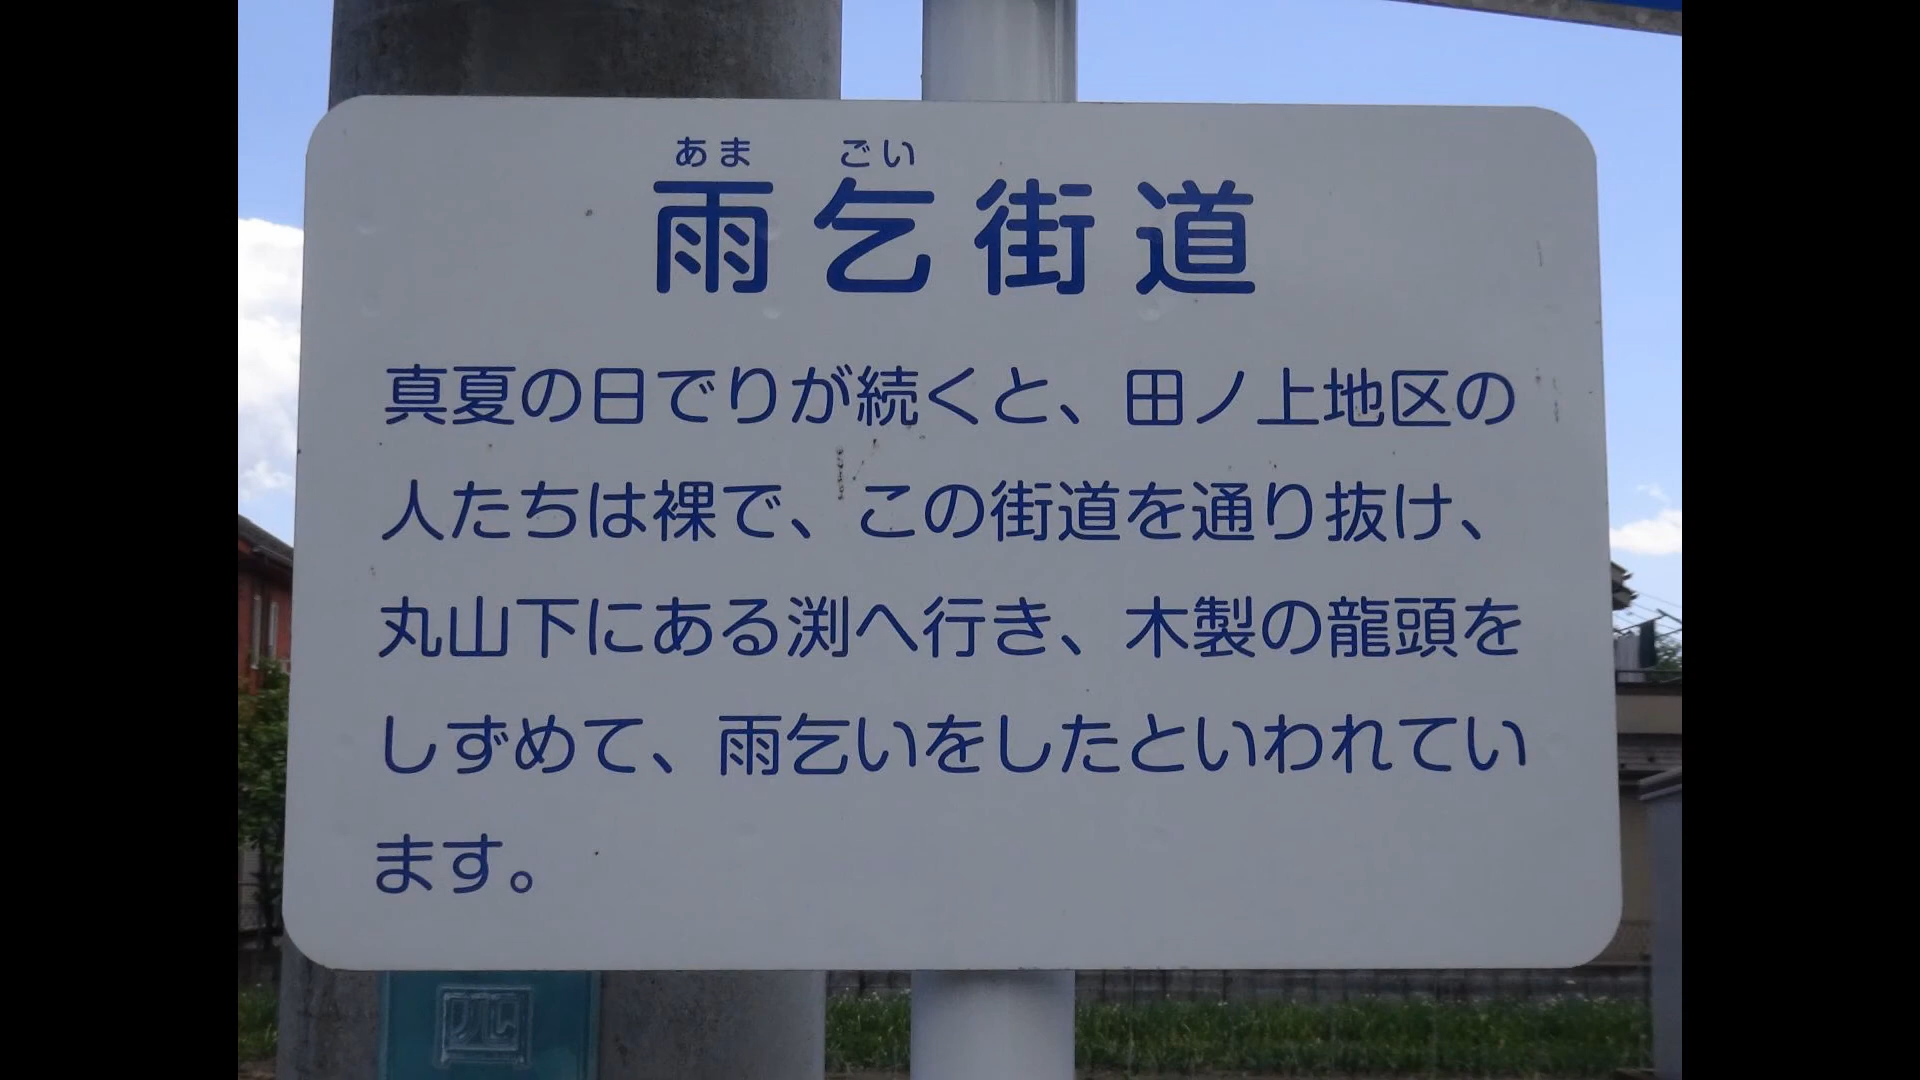 あまごい
雨乞街道
真夏の日でりが続くと、田ノ上地区の
人たちは裸で、この街道を通り抜け、
丸山下にある渕へ行き、木製の龍頭を
しずめて、雨乞いをしたといわれてい
ます。